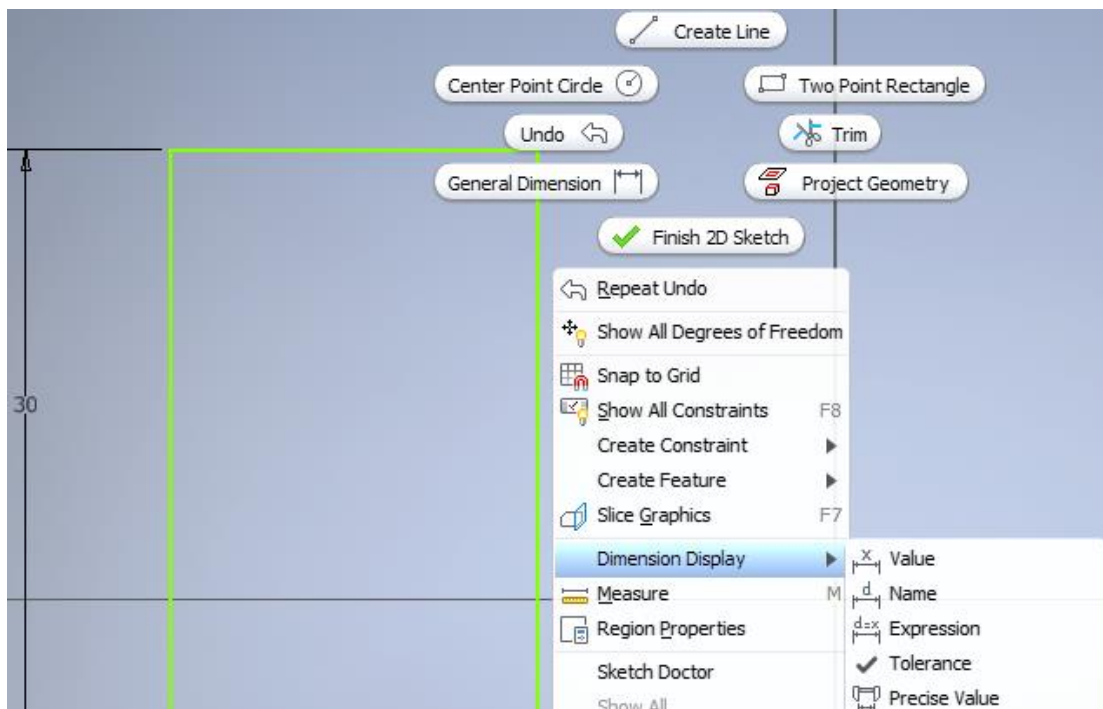 Create Line
Center Point Circle
Two Point Rectangle
Undo
Trim
General Dimension
Project Geometry
Finish 2D Sketch
Repeat Undo
Show All Degrees of Freedom
Snap to Grid
30
Show All Constraints F8
Create Constraint
Create Feature
Slice Graphics F7
Dimension Display
x Value
Measure M
d Name
Region Properties
d=x Expression
Tolerance
Sketch Doctor
Precise Value
Show All